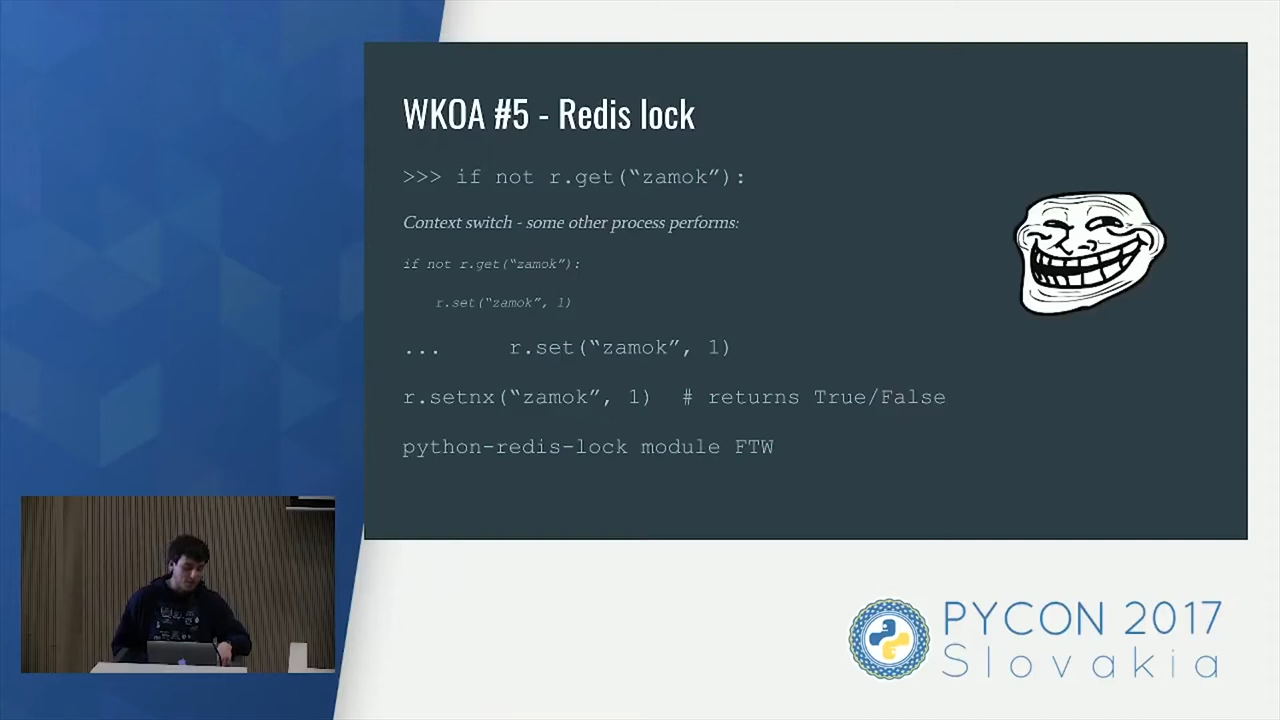 WKOA #5 - Redis lock
>>> if not r.get(“zamok”):
Context switch - some other process performs:
if not r.get(“zamok”):
r.set(“zamok”, 1)
... r.set(“zamok”, 1)
r.setnx(“zamok”, 1) # returns True/False
python-redis-lock module FTW
PYCON 2017
Slovakia